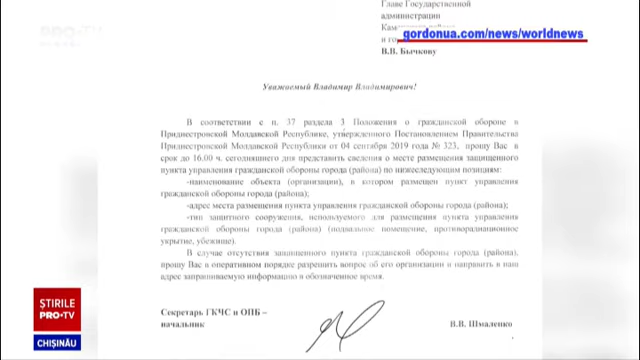 Главе Государственной
администрации
PRO•TV
gordonua.com/news/worldnews
В.В. Бычкову
Уважаемый Владимир Владимирович!
В соответствии с п. 37 раздела 3 Положения о гражданской обороне в
Приднестровской Молдавской Республике, утвержденного Постановлением Правительства
Приднестровской Молдавской Республики от 04 сентября 2019 года № 323, прошу Вас в
срок до 16.00 ч. сегодняшнего дня представить сведения о месте размещения защищенного
пункта управления гражданской обороны города (района) по нижеследующим позициям:
-наименование объекта (организации), в котором размещен пункт управления
гражданской обороны города (района);
-адрес места размещения пункта управления гражданской обороны города (района);
-тип защитного сооружения, используемого для размещения пункта управления
гражданской обороны города (района) (подвальное помещение, противорадиационное
укрытие, убежище).
В случае отсутствия защищенного пункта гражданской обороны города (района),
прошу Вас в оперативном порядке разрешить вопрос об его организации и направить в наш
адрес запрашиваемую информацию в обозначенное время.
Секретарь ГКЧС и ОПБ –
начальник
В.В. Шмаленко
ȘTIRILE
PRO•TV
CHIȘINĂU